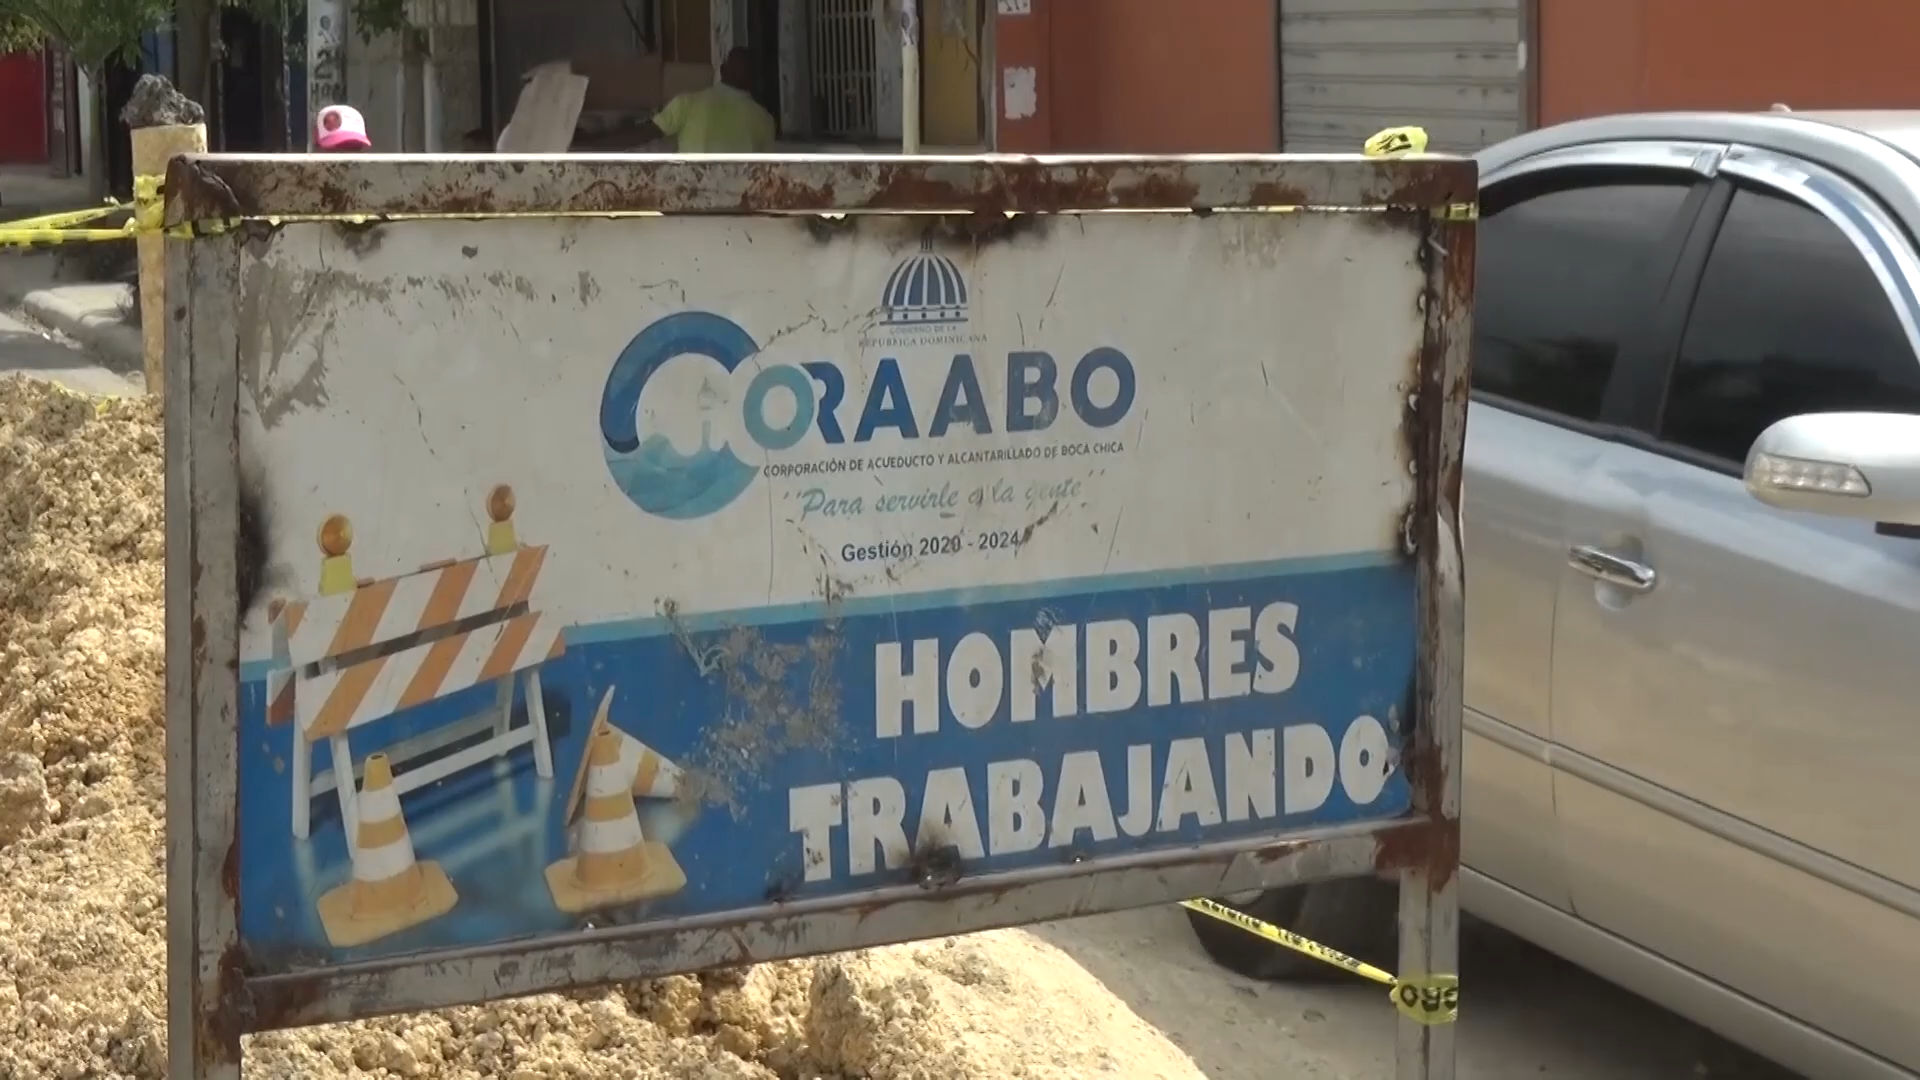 GOBIERNO DE LA
REPÚBLICA DOMINICANA
CORAABO
CORPORACIÓN DE ACUEDUCTO Y ALCANTARILLADO DE BOCA CHICA
"Para servirle a la gente"
Gestión 2020 - 2024
HOMBRES
TRABAJANDO